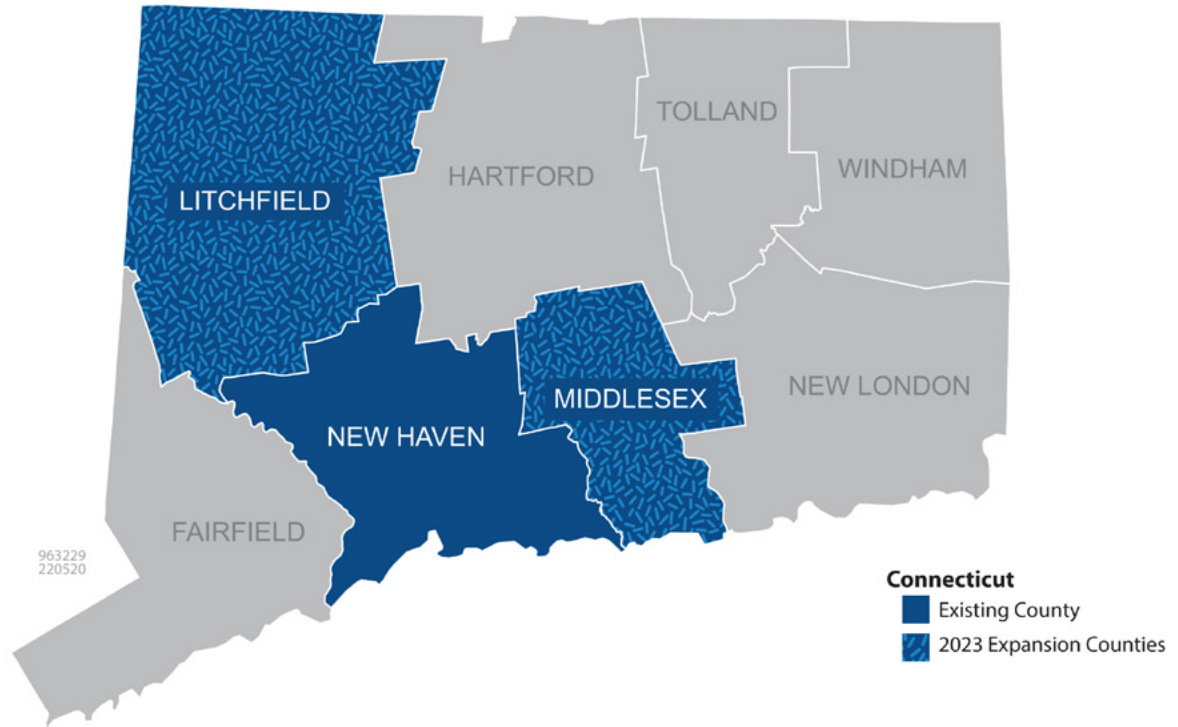 TOLLAND
WINDHAM
HARTFORD
LITCHFIELD
NEW LONDON
MIDDLESEX
NEW HAVEN
FAIRFIELD
963229
220520
Connecticut
Existing County
2023 Expansion Counties